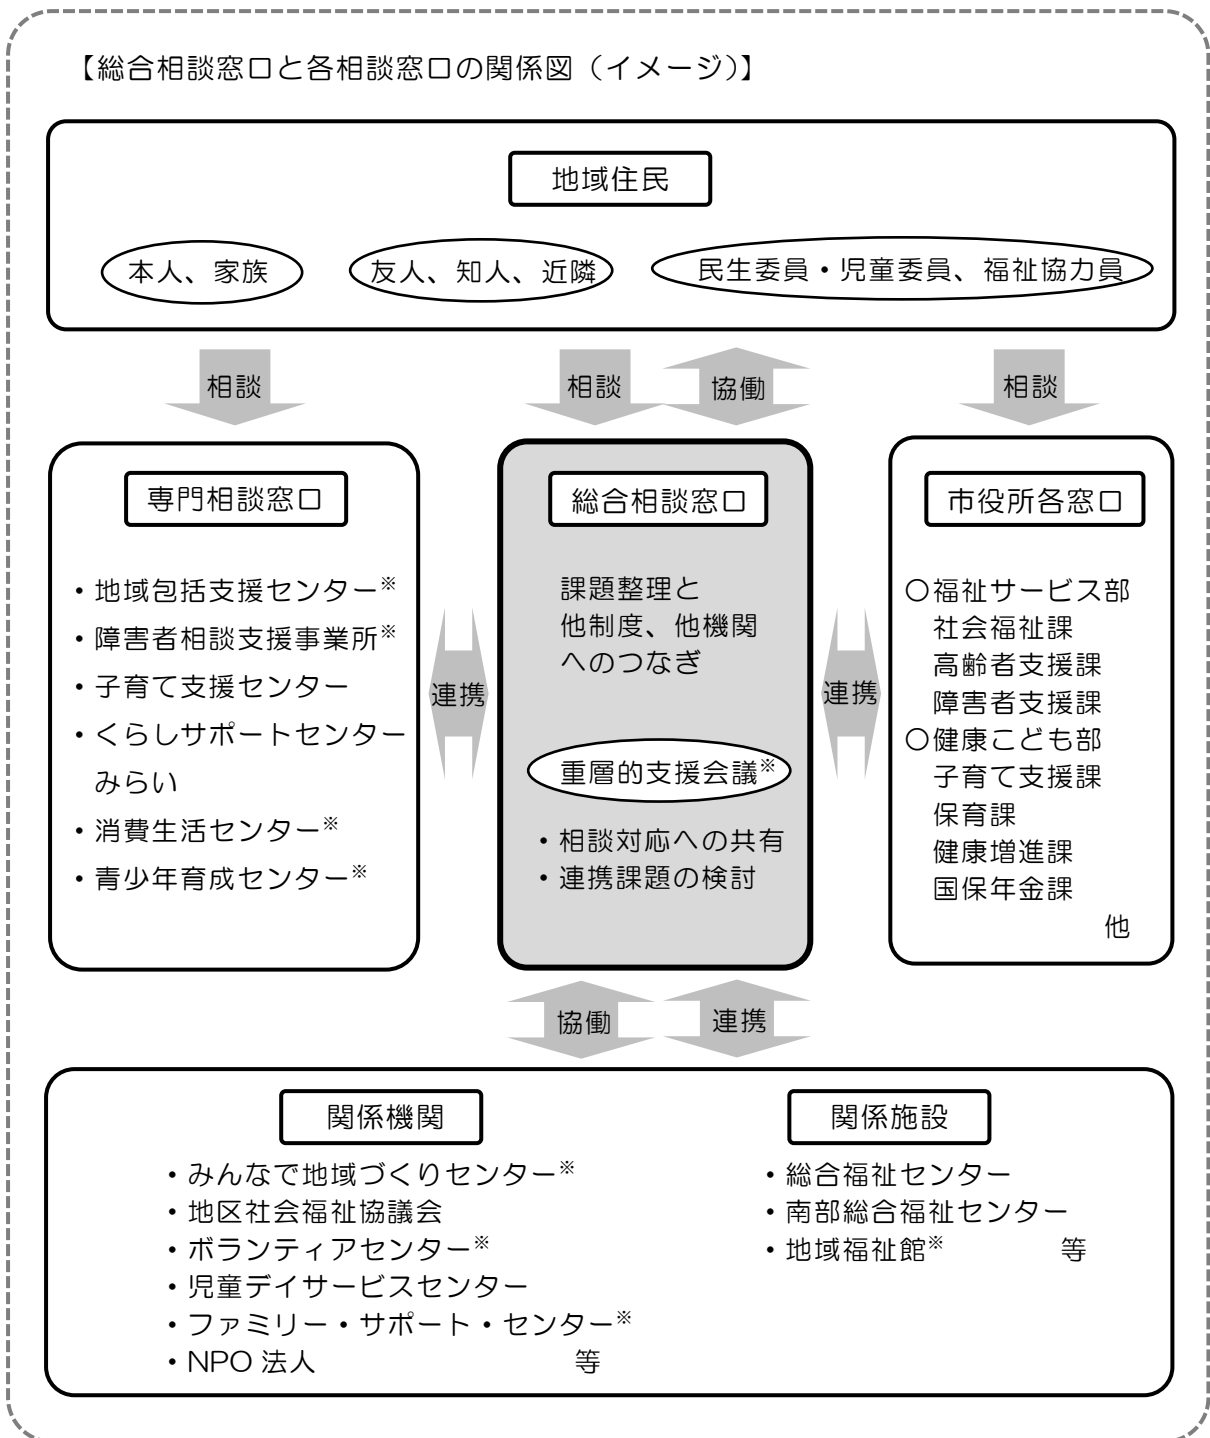 【総合相談窓口と各相談窓口の関係図（イメージ）】
地域住民
本人、家族
友人、知人、近隣
民生委員・児童委員、福祉協力員
相談
相談
協働
相談
専門相談窓口
・地域包括支援センター※
・障害者相談支援事業所※
・子育て支援センター
・くらしサポートセンター
みらい
・消費生活センター※
・青少年育成センター※
連携
総合相談窓口
課題整理と
他制度、他機関
へのつなぎ
重層的支援会議※
・相談対応への共有
・連携課題の検討
連携
市役所各窓口
〇福祉サービス部
社会福祉課
高齢者支援課
障害者支援課
〇健康こども部
子育て支援課
保育課
健康増進課
国保年金課
他
協働
連携
関係機関
・みんなで地域づくりセンター※
・地区社会福祉協議会
・ボランティアセンター※
・児童デイサービスセンター
・ファミリー・サポート・センター※
・NPO 法人 等
関係施設
・総合福祉センター
・南部総合福祉センター
・地域福祉館※ 等